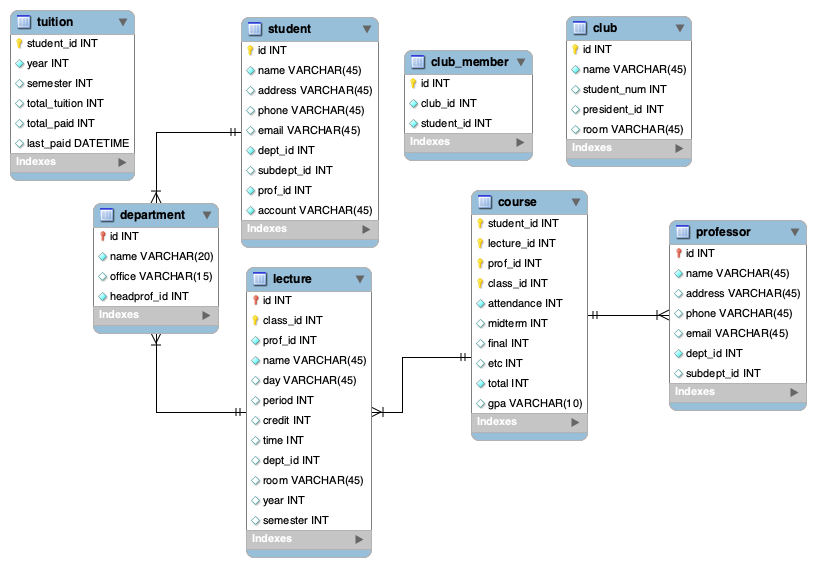 tuition
student_id INT
year INT
semester INT
total_tuition INT
total_paid INT
last_paid DATETIME
Indexes
student
id INT
name VARCHAR(45)
address VARCHAR(45)
phone VARCHAR(45)
email VARCHAR(45)
dept_id INT
subdept_id INT
prof_id INT
account VARCHAR(45)
Indexes
club_member
id INT
club_id INT
student_id INT
Indexes
club
id INT
name VARCHAR(45)
student_num INT
president_id INT
room VARCHAR(45)
Indexes
department
id INT
name VARCHAR(20)
office VARCHAR(15)
headprof_id INT
Indexes
lecture
id INT
class_id INT
prof_id INT
name VARCHAR(45)
day VARCHAR(45)
period INT
credit INT
time INT
dept_id INT
room VARCHAR(45)
year INT
semester INT
Indexes
course
student_id INT
lecture_id INT
prof_id INT
class_id INT
attendance INT
midterm INT
final INT
etc INT
total INT
gpa VARCHAR(10)
Indexes
professor
id INT
name VARCHAR(45)
address VARCHAR(45)
phone VARCHAR(45)
email VARCHAR(45)
dept_id INT
subdept_id INT
Indexes